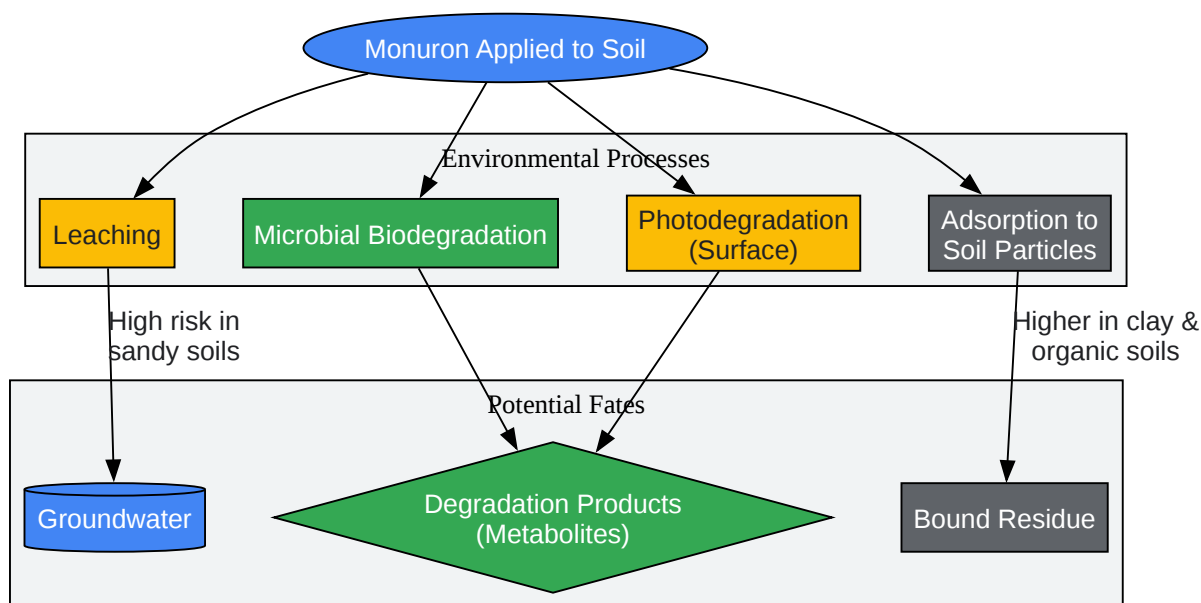 Monuron Applied to Soil
Environmental Processes
Leaching
Microbial Biodegradation
Photodegradation
(Surface)
Adsorption to
Soil Particles
High risk in
sandy soils
Higher in clay &
organic soils
Potential Fates
Groundwater
Degradation Products
(Metabolites)
Bound Residue